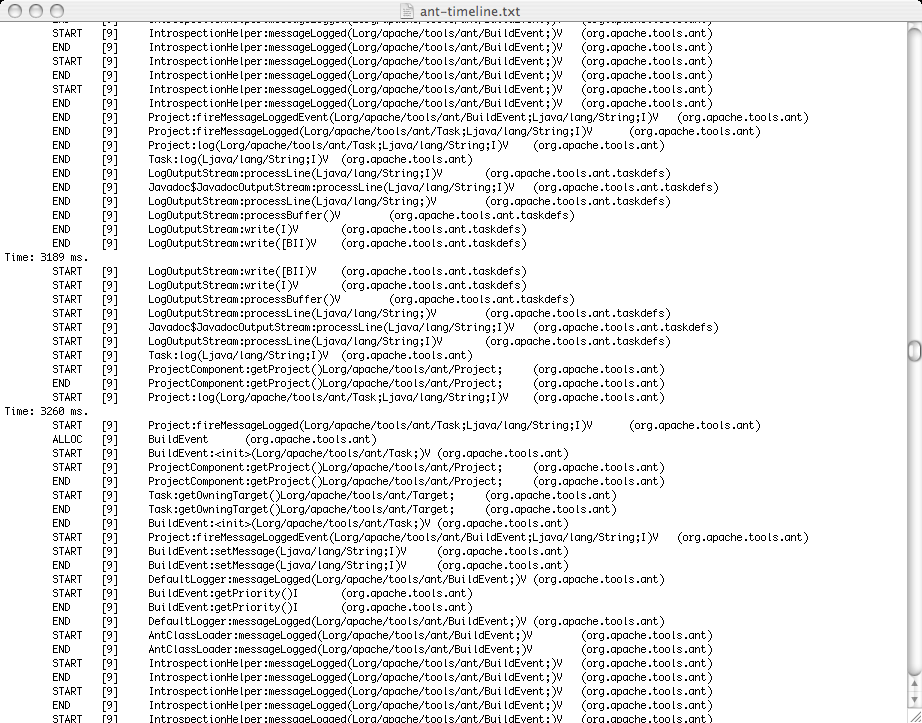 ant-timeline.txt
END [9] IntrospectionHelper:messageLogged(Lorg/apache/tools/ant/BuildEvent;)V (org.apache.tools.ant)
START [9] IntrospectionHelper:messageLogged(Lorg/apache/tools/ant/BuildEvent;)V (org.apache.tools.ant)
END [9] IntrospectionHelper:messageLogged(Lorg/apache/tools/ant/BuildEvent;)V (org.apache.tools.ant)
START [9] IntrospectionHelper:messageLogged(Lorg/apache/tools/ant/BuildEvent;)V (org.apache.tools.ant)
END [9] IntrospectionHelper:messageLogged(Lorg/apache/tools/ant/BuildEvent;)V (org.apache.tools.ant)
START [9] IntrospectionHelper:messageLogged(Lorg/apache/tools/ant/BuildEvent;)V (org.apache.tools.ant)
END [9] IntrospectionHelper:messageLogged(Lorg/apache/tools/ant/BuildEvent;)V (org.apache.tools.ant)
END [9] Project:fireMessageLoggedEvent(Lorg/apache/tools/ant/BuildEvent;Ljava/lang/String;I)V (org.apache.tools.ant)
END [9] Project:fireMessageLogged(Lorg/apache/tools/ant/Task;Ljava/lang/String;I)V (org.apache.tools.ant)
END [9] Project:log(Lorg/apache/tools/ant/Task;Ljava/lang/String;I)V (org.apache.tools.ant)
END [9] Task:log(Ljava/lang/String;I)V (org.apache.tools.ant)
END [9] LogOutputStream:processLine(Ljava/lang/String;I)V (org.apache.tools.ant.taskdefs)
END [9] Javadoc$JavadocOutputStream:processLine(Ljava/lang/String;I)V (org.apache.tools.ant.taskdefs)
END [9] LogOutputStream:processLine(Ljava/lang/String;)V (org.apache.tools.ant.taskdefs)
END [9] LogOutputStream:processBuffer()V (org.apache.tools.ant.taskdefs)
END [9] LogOutputStream:write(I)V (org.apache.tools.ant.taskdefs)
END [9] LogOutputStream:write([BII)V (org.apache.tools.ant.taskdefs)
Time: 3189 ms.
START [9] LogOutputStream:write([BII)V (org.apache.tools.ant.taskdefs)
START [9] LogOutputStream:write(I)V (org.apache.tools.ant.taskdefs)
START [9] LogOutputStream:processBuffer()V (org.apache.tools.ant.taskdefs)
START [9] LogOutputStream:processLine(Ljava/lang/String;)V (org.apache.tools.ant.taskdefs)
START [9] Javadoc$JavadocOutputStream:processLine(Ljava/lang/String;I)V (org.apache.tools.ant.taskdefs)
START [9] LogOutputStream:processLine(Ljava/lang/String;I)V (org.apache.tools.ant.taskdefs)
START [9] Task:log(Ljava/lang/String;I)V (org.apache.tools.ant)
START [9] ProjectComponent:getProject()Lorg/apache/tools/ant/Project; (org.apache.tools.ant)
END [9] ProjectComponent:getProject()Lorg/apache/tools/ant/Project; (org.apache.tools.ant)
START [9] Project:log(Lorg/apache/tools/ant/Task;Ljava/lang/String;I)V (org.apache.tools.ant)
Time: 3260 ms.
START [9] Project:fireMessageLogged(Lorg/apache/tools/ant/Task;Ljava/lang/String;I)V (org.apache.tools.ant)
ALLOC [9] BuildEvent (org.apache.tools.ant)
START [9] BuildEvent:<init>(Lorg/apache/tools/ant/Task;)V (org.apache.tools.ant)
START [9] ProjectComponent:getProject()Lorg/apache/tools/ant/Project; (org.apache.tools.ant)
END [9] ProjectComponent:getProject()Lorg/apache/tools/ant/Project; (org.apache.tools.ant)
START [9] Task:getOwningTarget()Lorg/apache/tools/ant/Target; (org.apache.tools.ant)
END [9] Task:getOwningTarget()Lorg/apache/tools/ant/Target; (org.apache.tools.ant)
END [9] BuildEvent:<init>(Lorg/apache/tools/ant/Task;)V (org.apache.tools.ant)
START [9] Project:fireMessageLoggedEvent(Lorg/apache/tools/ant/BuildEvent;Ljava/lang/String;I)V (org.apache.tools.ant)
START [9] BuildEvent:setMessage(Ljava/lang/String;I)V (org.apache.tools.ant)
END [9] BuildEvent:setMessage(Ljava/lang/String;I)V (org.apache.tools.ant)
START [9] DefaultLogger:messageLogged(Lorg/apache/tools/ant/BuildEvent;)V (org.apache.tools.ant)
START [9] BuildEvent:getPriority()I (org.apache.tools.ant)
END [9] BuildEvent:getPriority()I (org.apache.tools.ant)
END [9] DefaultLogger:messageLogged(Lorg/apache/tools/ant/BuildEvent;)V (org.apache.tools.ant)
START [9] AntClassLoader:messageLogged(Lorg/apache/tools/ant/BuildEvent;)V (org.apache.tools.ant)
END [9] AntClassLoader:messageLogged(Lorg/apache/tools/ant/BuildEvent;)V (org.apache.tools.ant)
START [9] IntrospectionHelper:messageLogged(Lorg/apache/tools/ant/BuildEvent;)V (org.apache.tools.ant)
END [9] IntrospectionHelper:messageLogged(Lorg/apache/tools/ant/BuildEvent;)V (org.apache.tools.ant)
START [9] IntrospectionHelper:messageLogged(Lorg/apache/tools/ant/BuildEvent;)V (org.apache.tools.ant)
END [9] IntrospectionHelper:messageLogged(Lorg/apache/tools/ant/BuildEvent;)V (org.apache.tools.ant)
START [9] IntrospectionHelper:messageLogged(Lorg/apache/tools/ant/BuildEvent;)V (org.apache.tools.ant)